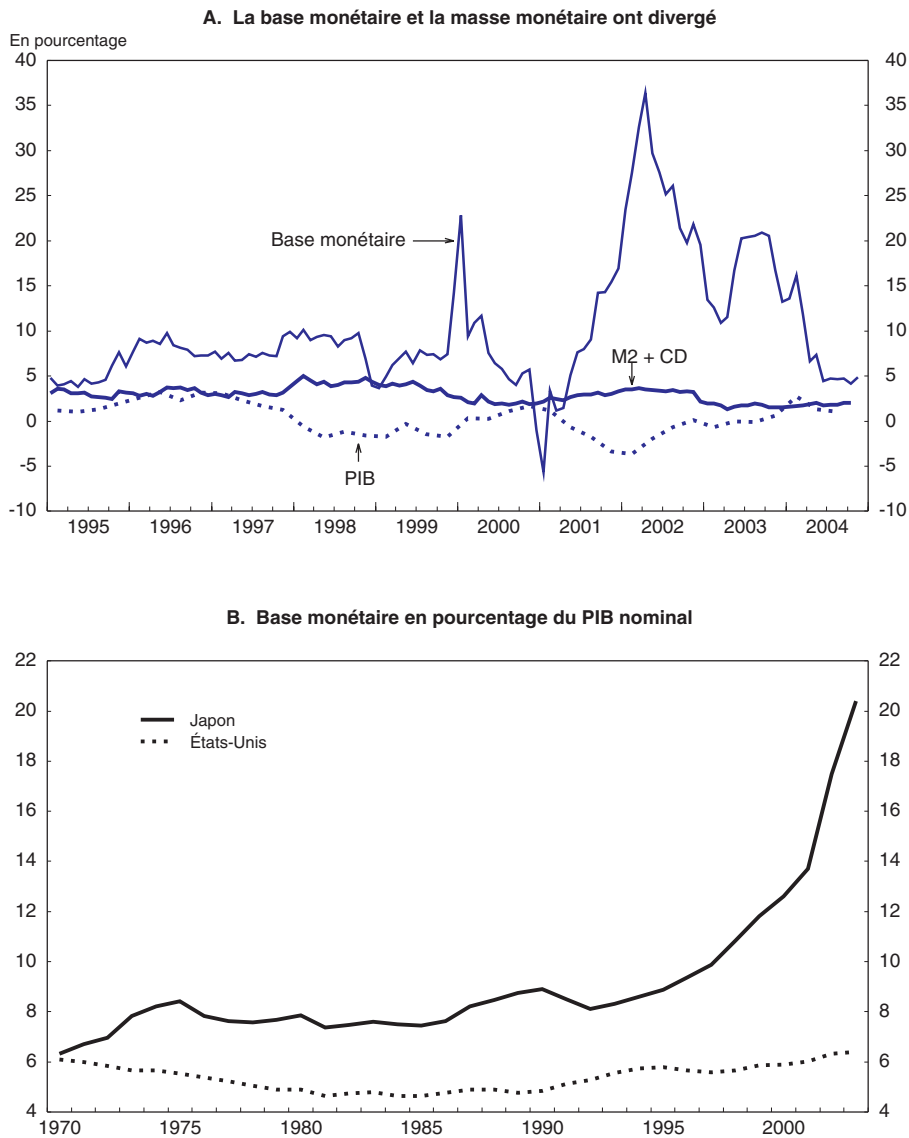 A. La base monétaire et la masse monétaire ont divergé
En pourcentage
40 40
35 35
30 30
25 25
20 20
15 15
10 10
5 5
0 0
-5 -5
-10 -10
Base monétaire
M2 + CD
PIB
1995 1996 1997 1998 1999 2000 2001 2002 2003 2004
B. Base monétaire en pourcentage du PIB nominal
22 22
20 20
18 18
16 16
14 14
12 12
10 10
8 8
6 6
4 4
Japon
États-Unis
1970 1975 1980 1985 1990 1995 2000